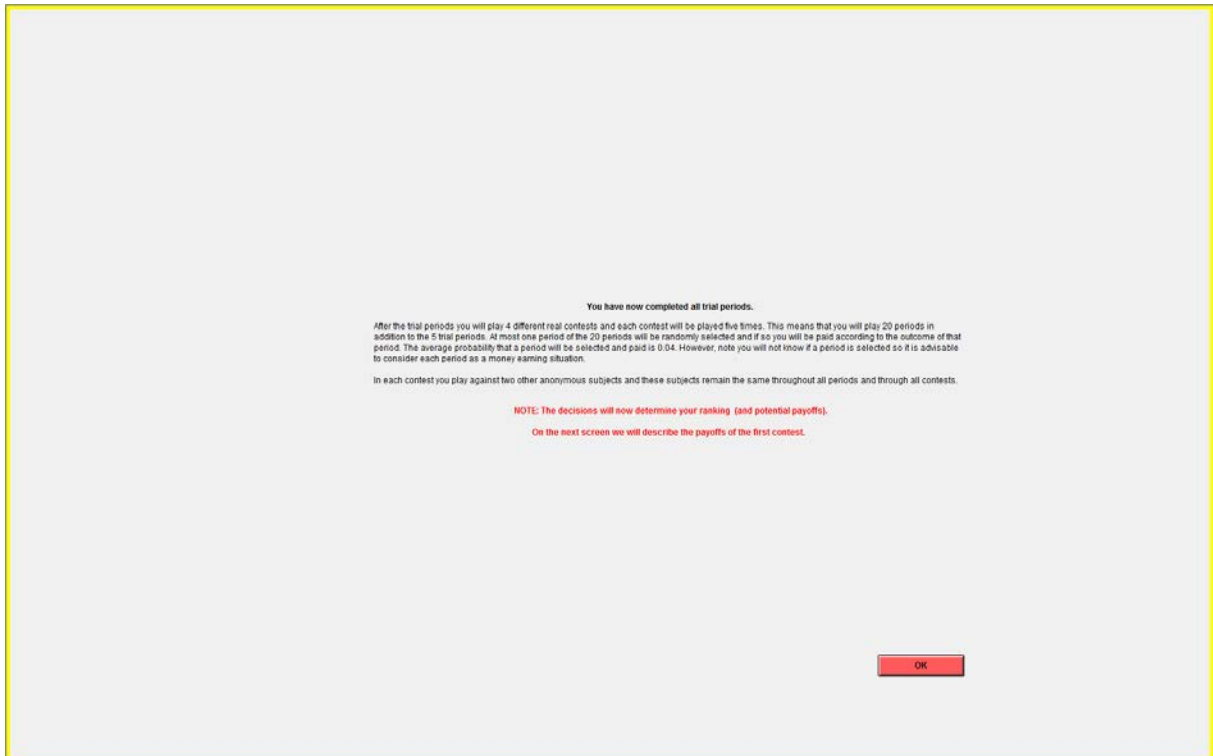 You have now completed all trial periods.
After the trial periods you will play 4 different real contests and each contest will be played five times. This means that you will play 20 periods in
addition to the 5 trial periods. At most one period of the 20 periods will be randomly selected and if so you will be paid according to the outcome of that
period. The average probability that a period will be selected and paid is 0.04. However, note you will not know if a period is selected so it is advisable
to consider each period as a money earning situation.
In each contest you play against two other anonymous subjects and these subjects remain the same throughout all periods and through all contests.
NOTE: The decisions will now determine your ranking (and potential payoffs).
On the next screen we will describe the payoffs of the first contest.
OK